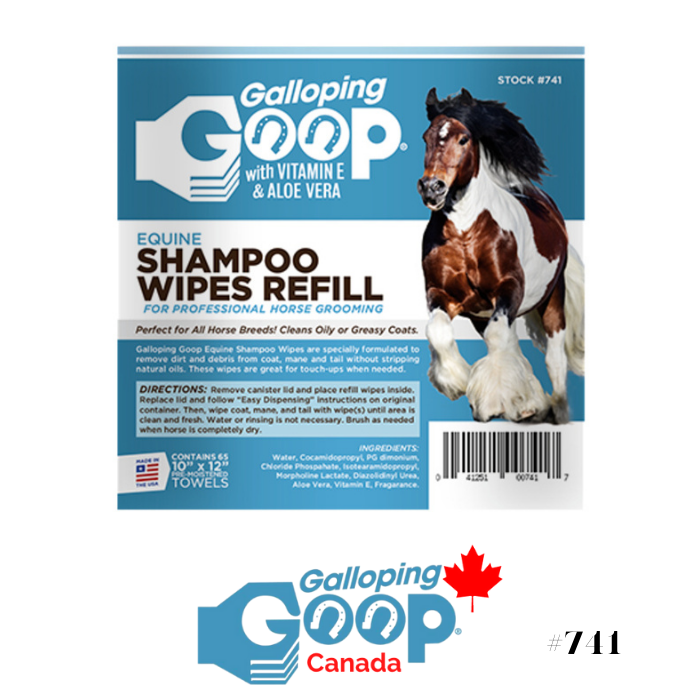 STOCK #741
Galloping
GOOP®
with VITAMIN E
& ALOE VERA
EQUINE
SHAMPOO
WIPES REFILL
FOR PROFESSIONAL HORSE GROOMING
Perfect for All Horse Breeds! Cleans Oily or Greasy Coats.
Galloping Goop Equine Shampoo Wipes are specially formulated to
remove dirt and debris from coat, mane and tail without stripping
natural oils. These wipes are great for touch-ups when needed.
DIRECTIONS: Remove canister lid and place refill wipes inside.
Replace lid and follow "Easy Dispensing" instructions on original
container. Then, wipe coat, mane, and tail with wipe(s) until area is
clean and fresh. Water or rinsing is not necessary. Brush as needed
when horse is completely dry.
MADE IN
THE USA
CONTAINS 65
10" x 12"
PRE-MOISTENED
TOWELS
INGREDIENTS:
Water, Cocamidopropyl, PG dimonium,
Chloride Phospahate, Isotearamidopropyl,
Morpholine Lactate, Diazolidinyl Urea,
Aloe Vera, Vitamin E, Fragarance.
0 41251 00741 7
Galloping
GOOP®
Canada
#741